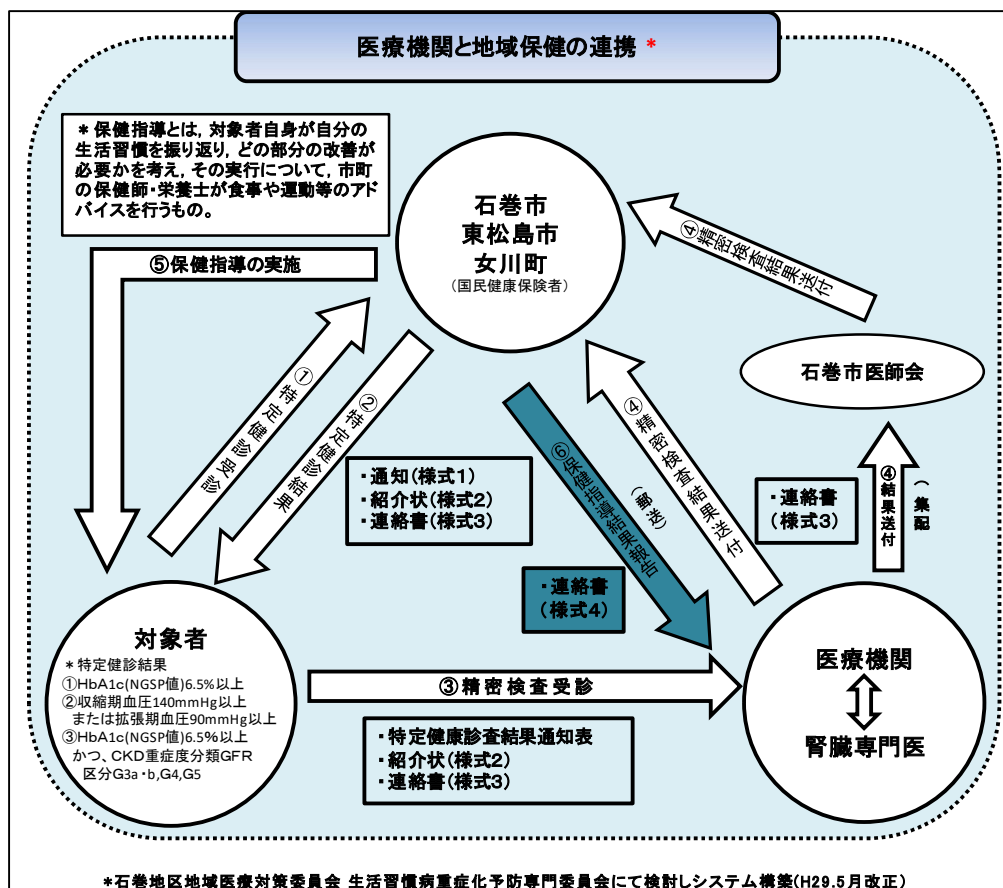 医療機関と地域保健の連携 *
* 保健指導とは，対象者自身が自分の
生活習慣を振り返り，どの部分の改善が
必要かを考え，その実行について，市町
の保健師・栄養士が食事や運動等のアド
バイスを行うもの。
石巻市
東松島市
女川町
（国民健康保険者）
④精密検査結果送付
⑤保健指導の実施
石巻市医師会
①特定健診受診
②特定健診結果
・通知（様式1）
・紹介状（様式2）
・連絡書（様式3）
⑥保健指導結果報告
（郵送）
④精密検査結果送付
・連絡書
（様式3）
④結果送付
（集配）
・連絡書
（様式4）
対象者
* 特定健診結果
①HbA1c(NGSP値)6.5%以上
②収縮期血圧140mmHg以上
または拡張期血圧90mmHg以上
③HbA1c(NGSP値)6.5%以上
かつ、CKD重症度分類GFR
区分G3a・b,G4,G5
③精密検査受診
・特定健康診査結果通知表
・紹介状（様式2）
・連絡書（様式3）
医療機関
腎臓専門医
*石巻地区地域医療対策委員会 生活習慣病重症化予防専門委員会にて検討しシステム構築(H29.5月改正)